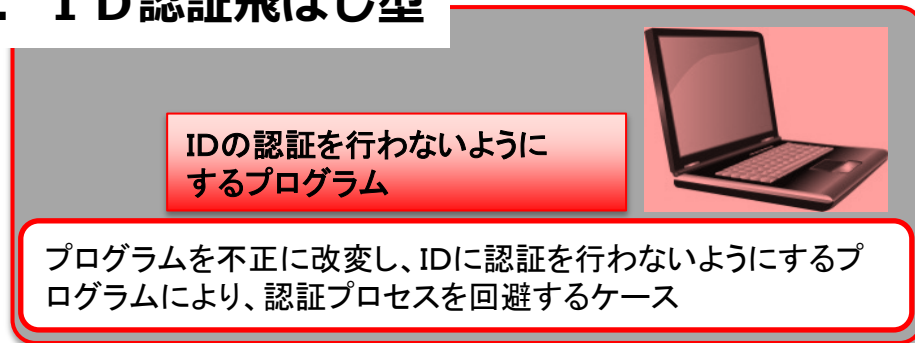 . ＩＤ認証飛ばし型
IDの認証を行わないように
するプログラム
プログラムを不正に改変し、IDに認証を行わないようにするプ
ログラムにより、認証プロセスを回避するケース